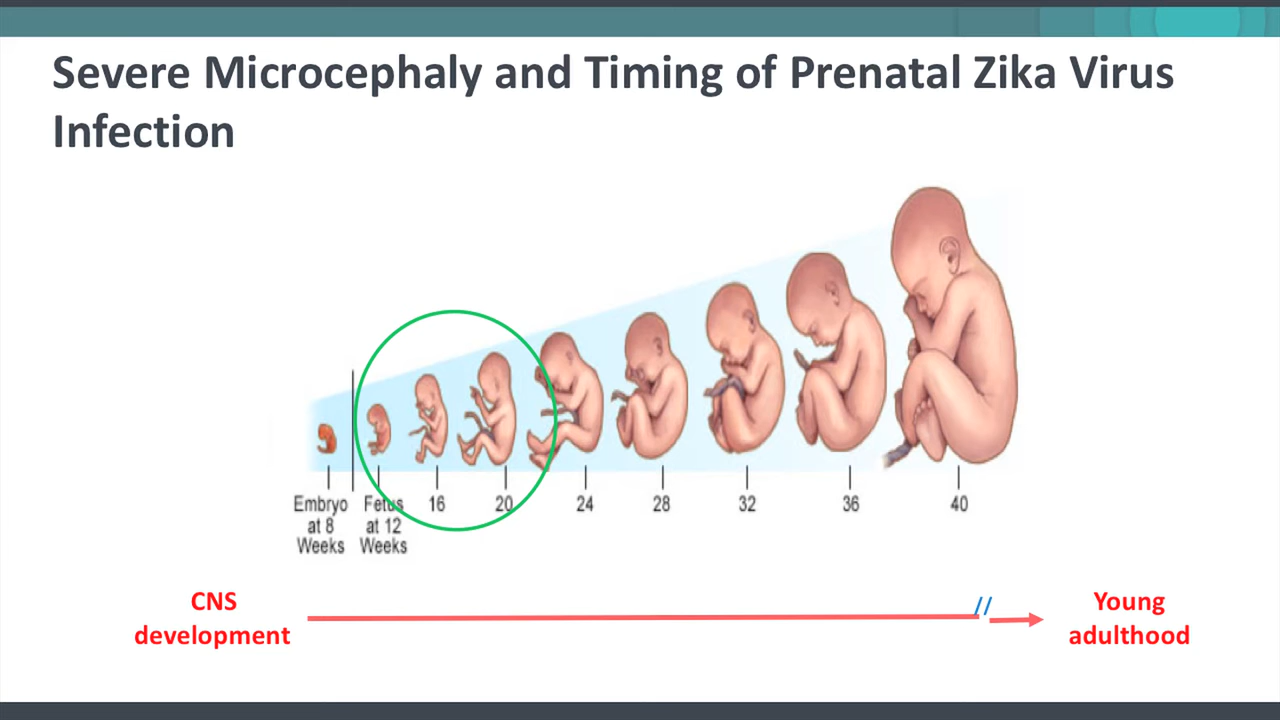 Severe Microcephaly and Timing of Prenatal Zika Virus
Infection
Embryo
at 8
Weeks
Fetus
at 12
Weeks
16
20
24
28
32
36
40
CNS
development
//
Young
adulthood